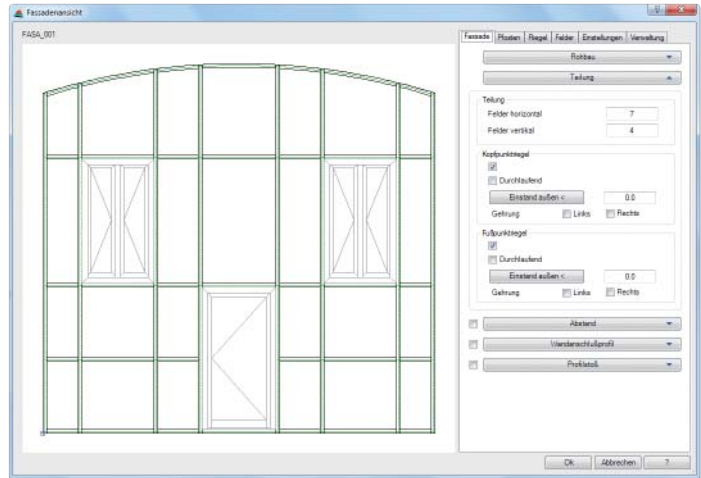 Fassadenansicht
FASA_001
Fassade Pfosten Riegel Felder Einstellungen Verwaltung
Rohbau
Teilung
Teilung
Felder horizontal 7
Felder vertikal 4
Kopfpunktriegel
Durchlaufend
Einstand außen < 0.0
Gehrung Links Rechts
Fußpunktriegel
Durchlaufend
Einstand außen < 0.0
Gehrung Links Rechts
Abstand
Wandanschlußprofil
Profilstoß
Ok Abbrechen ?